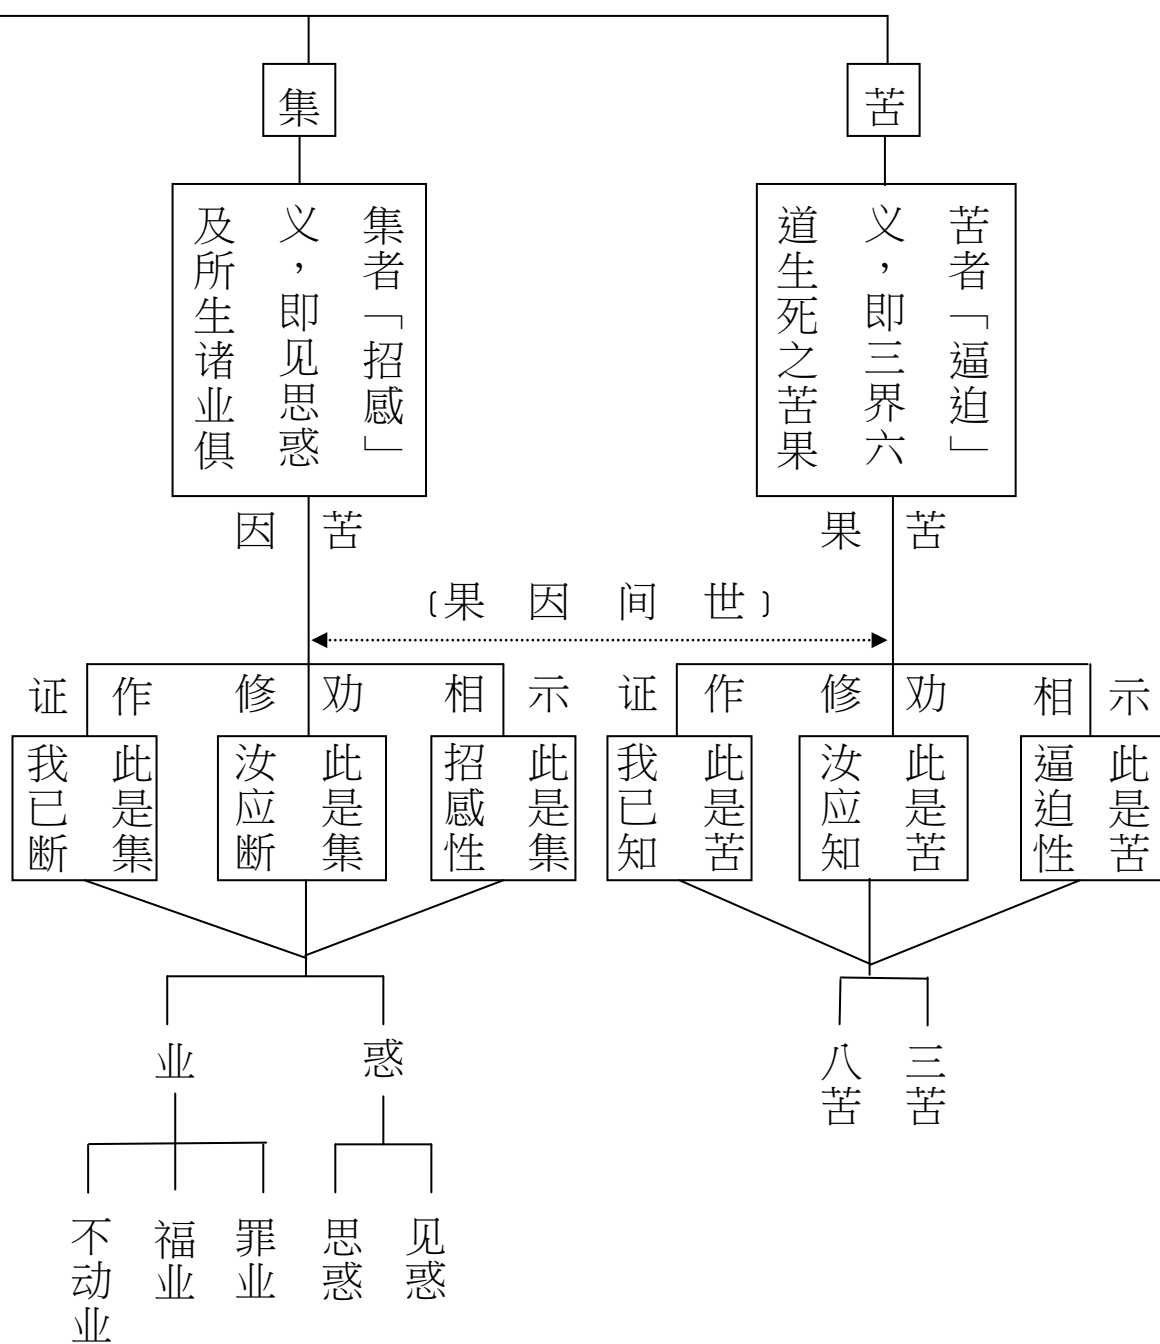 苦
苦者「逼迫」
义，即三界六
道生死之苦果
苦果
示相
此是苦
逼迫性
劝修
此是苦
汝应知
作证
此是苦
我已知
三苦
八苦
(世间因果)
集
集者「招感」
义，即见思惑
及所生诸业俱
苦因
示相
此是集
招感性
劝修
此是集
汝应断
作证
此是集
我已断
惑
见惑
思惑
业
罪业
福业
不动业